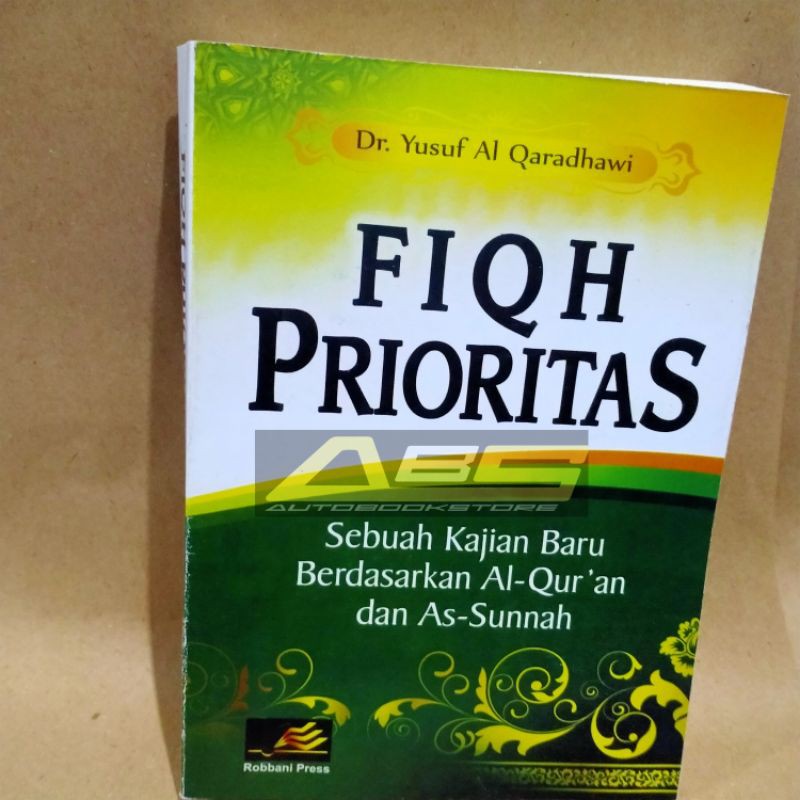 Dr. Yusuf Al Qaradhawi
FIQH
PRIORITAS
ABS
AUTOBOOKSTORE
Sebuah Kajian Baru
Berdasarkan Al-Qur'an
dan As-Sunnah
Robbani Press